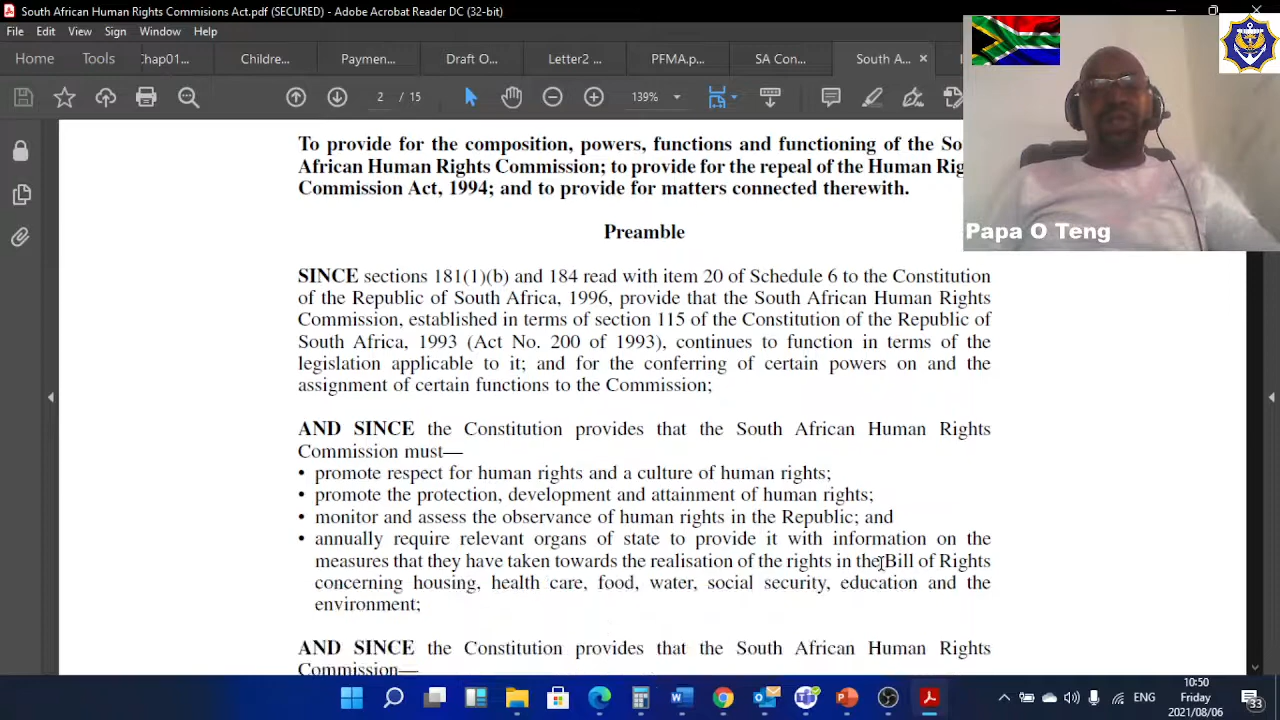 South African Human Rights Commisions Act.pdf (SECURED) - Adobe Acrobat Reader DC (32-bit)
File Edit View Sign Window Help
Home Tools Chap01... Childre... Paymen... Draft O... Letter2 ... PFMA.p... SA Con... South A... ×
2 / 15 139%
To provide for the composition, powers, functions and functioning of the So
African Human Rights Commission; to provide for the repeal of the Human Rig
Commission Act, 1994; and to provide for matters connected therewith.
Preamble
SINCE sections 181(1)(b) and 184 read with item 20 of Schedule 6 to the Constitution
of the Republic of South Africa, 1996, provide that the South African Human Rights
Commission, established in terms of section 115 of the Constitution of the Republic of
South Africa, 1993 (Act No. 200 of 1993), continues to function in terms of the
legislation applicable to it; and for the conferring of certain powers on and the
assignment of certain functions to the Commission;
AND SINCE the Constitution provides that the South African Human Rights
Commission must—
• promote respect for human rights and a culture of human rights;
• promote the protection, development and attainment of human rights;
• monitor and assess the observance of human rights in the Republic; and
• annually require relevant organs of state to provide it with information on the
measures that they have taken towards the realisation of the rights in the Bill of Rights
concerning housing, health care, food, water, social security, education and the
environment;
AND SINCE the Constitution provides that the South African Human Rights
Commission—
Papa O Teng
ENG
10:50
Friday
2021/08/06
33